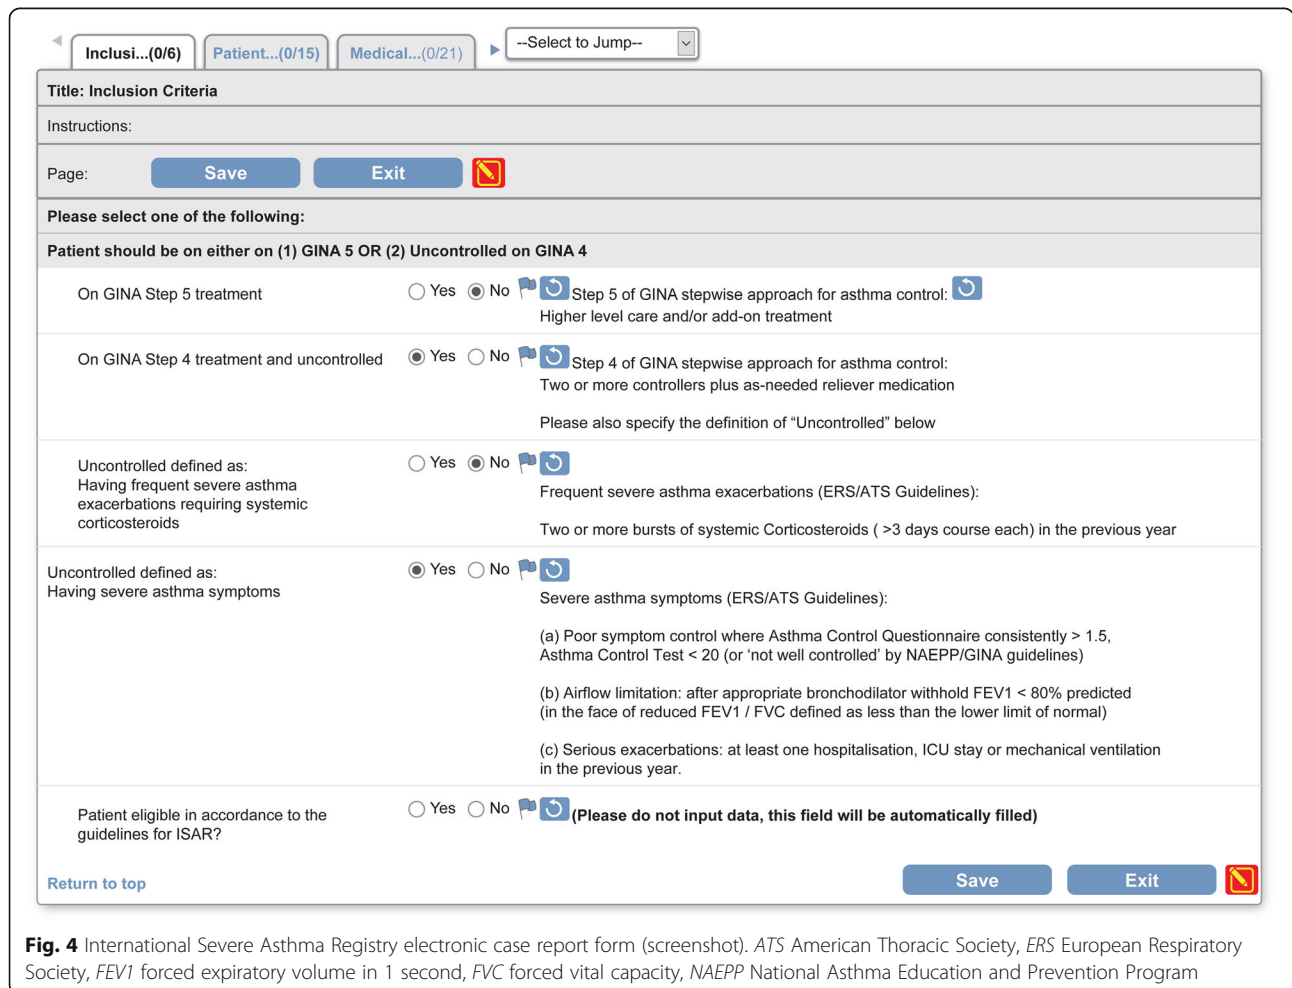 Inclusi...(0/6) Patient...(0/15) Medical...(0/21) --Select to Jump--
Title: Inclusion Criteria
Instructions:
Page: Save Exit
Please select one of the following:
Patient should be on either on (1) GINA 5 OR (2) Uncontrolled on GINA 4
On GINA Step 5 treatment Yes No Step 5 of GINA stepwise approach for asthma control:
Higher level care and/or add-on treatment
On GINA Step 4 treatment and uncontrolled Yes No Step 4 of GINA stepwise approach for asthma control:
Two or more controllers plus as-needed reliever medication
Please also specify the definition of “Uncontrolled” below
Uncontrolled defined as:
Having frequent severe asthma
exacerbations requiring systemic
corticosteroids
Yes No
Frequent severe asthma exacerbations (ERS/ATS Guidelines):
Two or more bursts of systemic Corticosteroids ( >3 days course each) in the previous year
Uncontrolled defined as:
Having severe asthma symptoms
Yes No
Severe asthma symptoms (ERS/ATS Guidelines):
(a) Poor symptom control where Asthma Control Questionnaire consistently > 1.5,
Asthma Control Test < 20 (or ‘not well controlled’ by NAEPP/GINA guidelines)
(b) Airflow limitation: after appropriate bronchodilator withhold FEV1 < 80% predicted
(in the face of reduced FEV1 / FVC defined as less than the lower limit of normal)
(c) Serious exacerbations: at least one hospitalisation, ICU stay or mechanical ventilation
in the previous year.
Patient eligible in accordance to the
guidelines for ISAR?
Yes No (Please do not input data, this field will be automatically filled)
Return to top Save Exit
Fig. 4 International Severe Asthma Registry electronic case report form (screenshot). ATS American Thoracic Society, ERS European Respiratory
Society, FEV1 forced expiratory volume in 1 second, FVC forced vital capacity, NAEPP National Asthma Education and Prevention Program